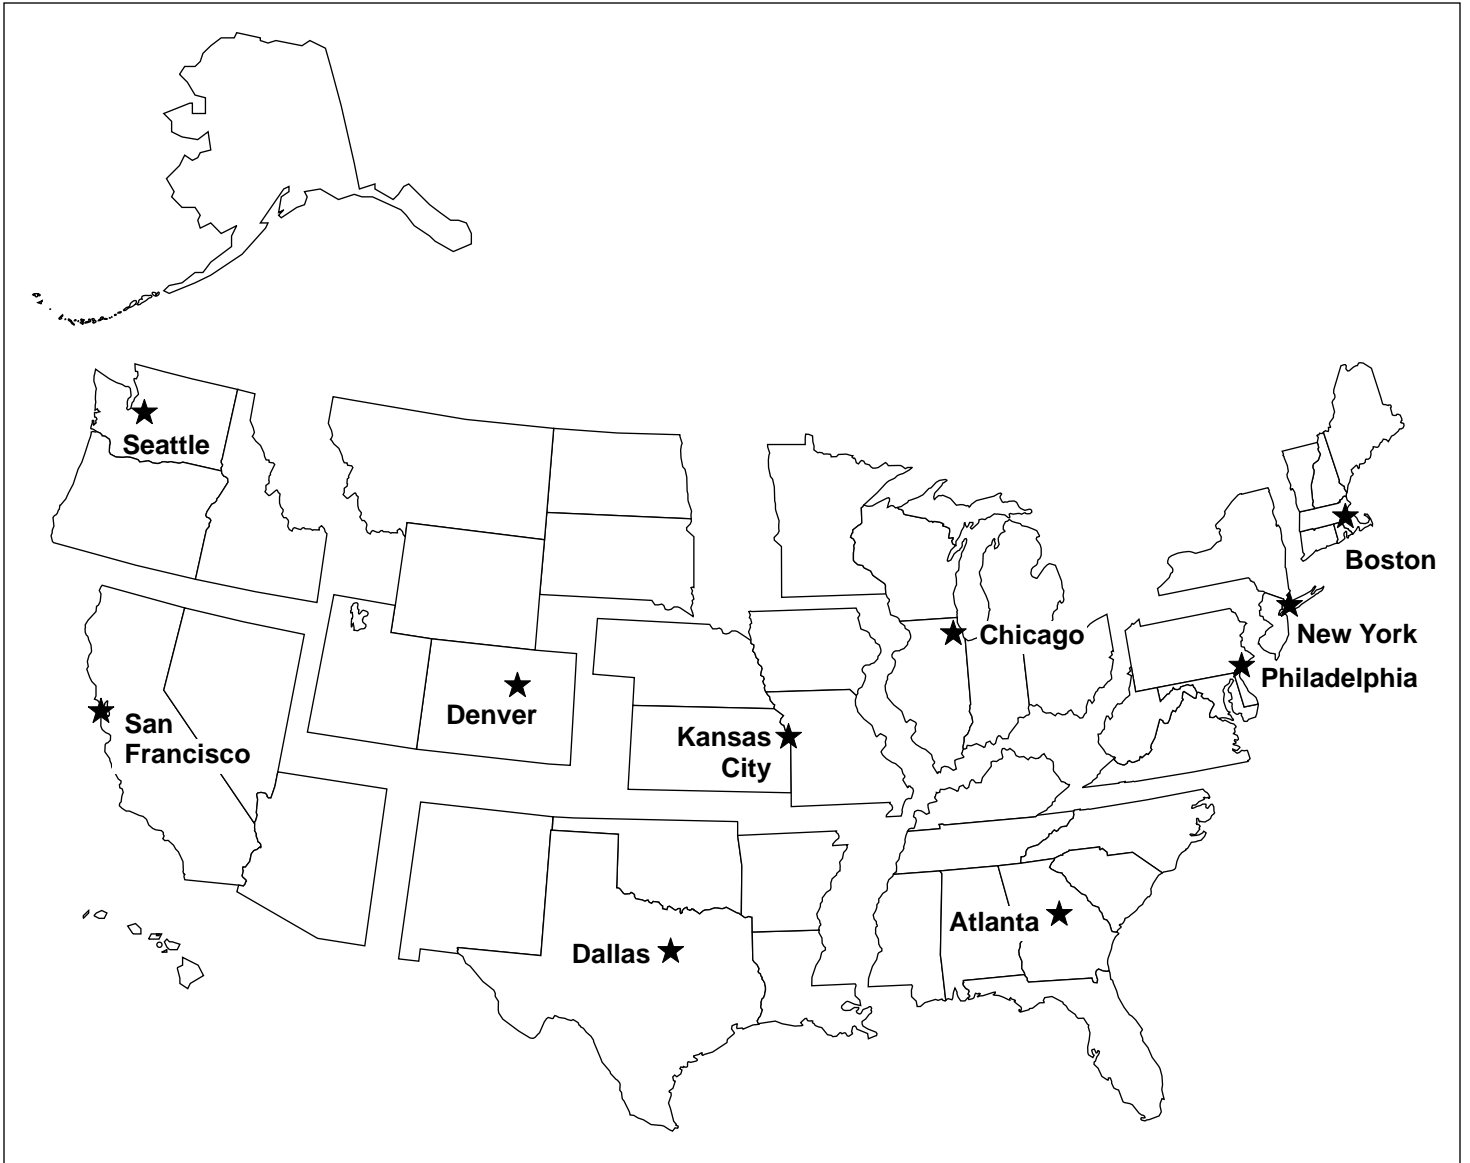 Seattle
Boston
New York
Chicago
Philadelphia
Denver
San
Francisco
Kansas
City
Atlanta
Dallas